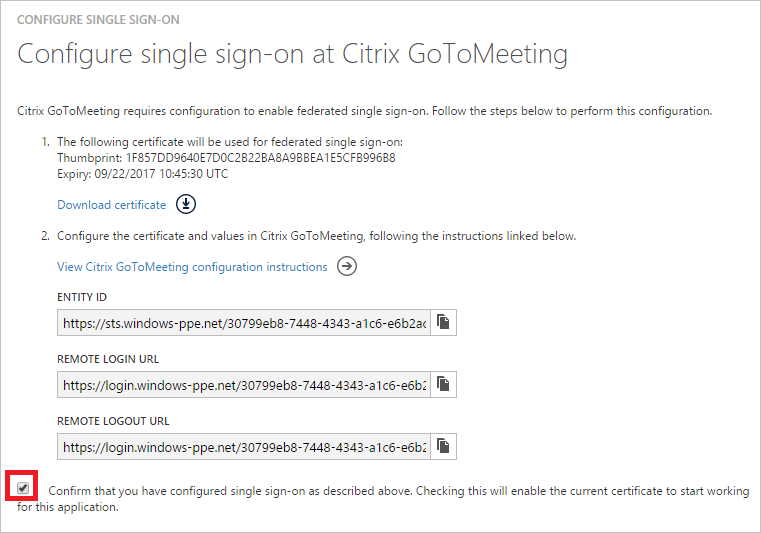 CONFIGURE SINGLE SIGN-ON
Configure single sign-on at Citrix GoToMeeting
Citrix GoToMeeting requires configuration to enable federated single sign-on. Follow the steps below to perform this configuration.
1. The following certificate will be used for federated single sign-on:
Thumbprint: 1F857DD9640E7D0C2B22BA8A9BBEA1E5CFB996B8
Expiry: 09/22/2017 10:45:30 UTC
Download certificate
2. Configure the certificate and values in Citrix GoToMeeting, following the instructions linked below.
View Citrix GoToMeeting configuration instructions
ENTITY ID
https://sts.windows-ppe.net/30799eb8-7448-4343-a1c6-e6b2ac
REMOTE LOGIN URL
https://login.windows-ppe.net/30799eb8-7448-4343-a1c6-e6b2
REMOTE LOGOUT URL
https://login.windows-ppe.net/30799eb8-7448-4343-a1c6-e6b2
Confirm that you have configured single sign-on as described above. Checking this will enable the current certificate to start working
for this application.